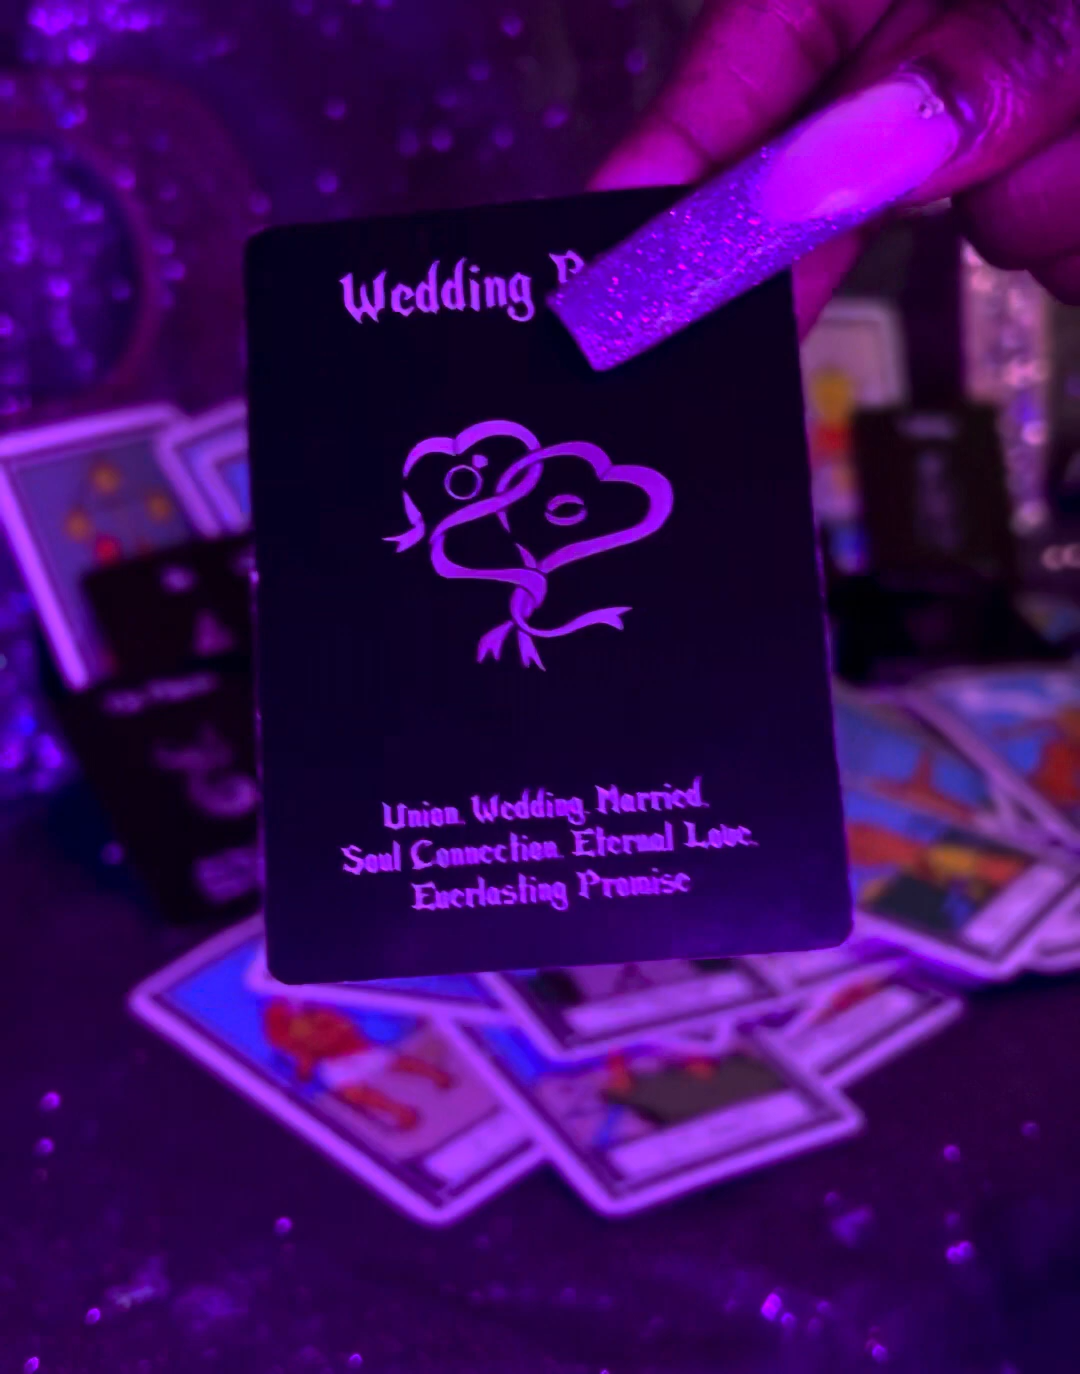 Wedding
Union. Wedding. Married.
Soul Connection. Eternal Love.
Everlasting Promise